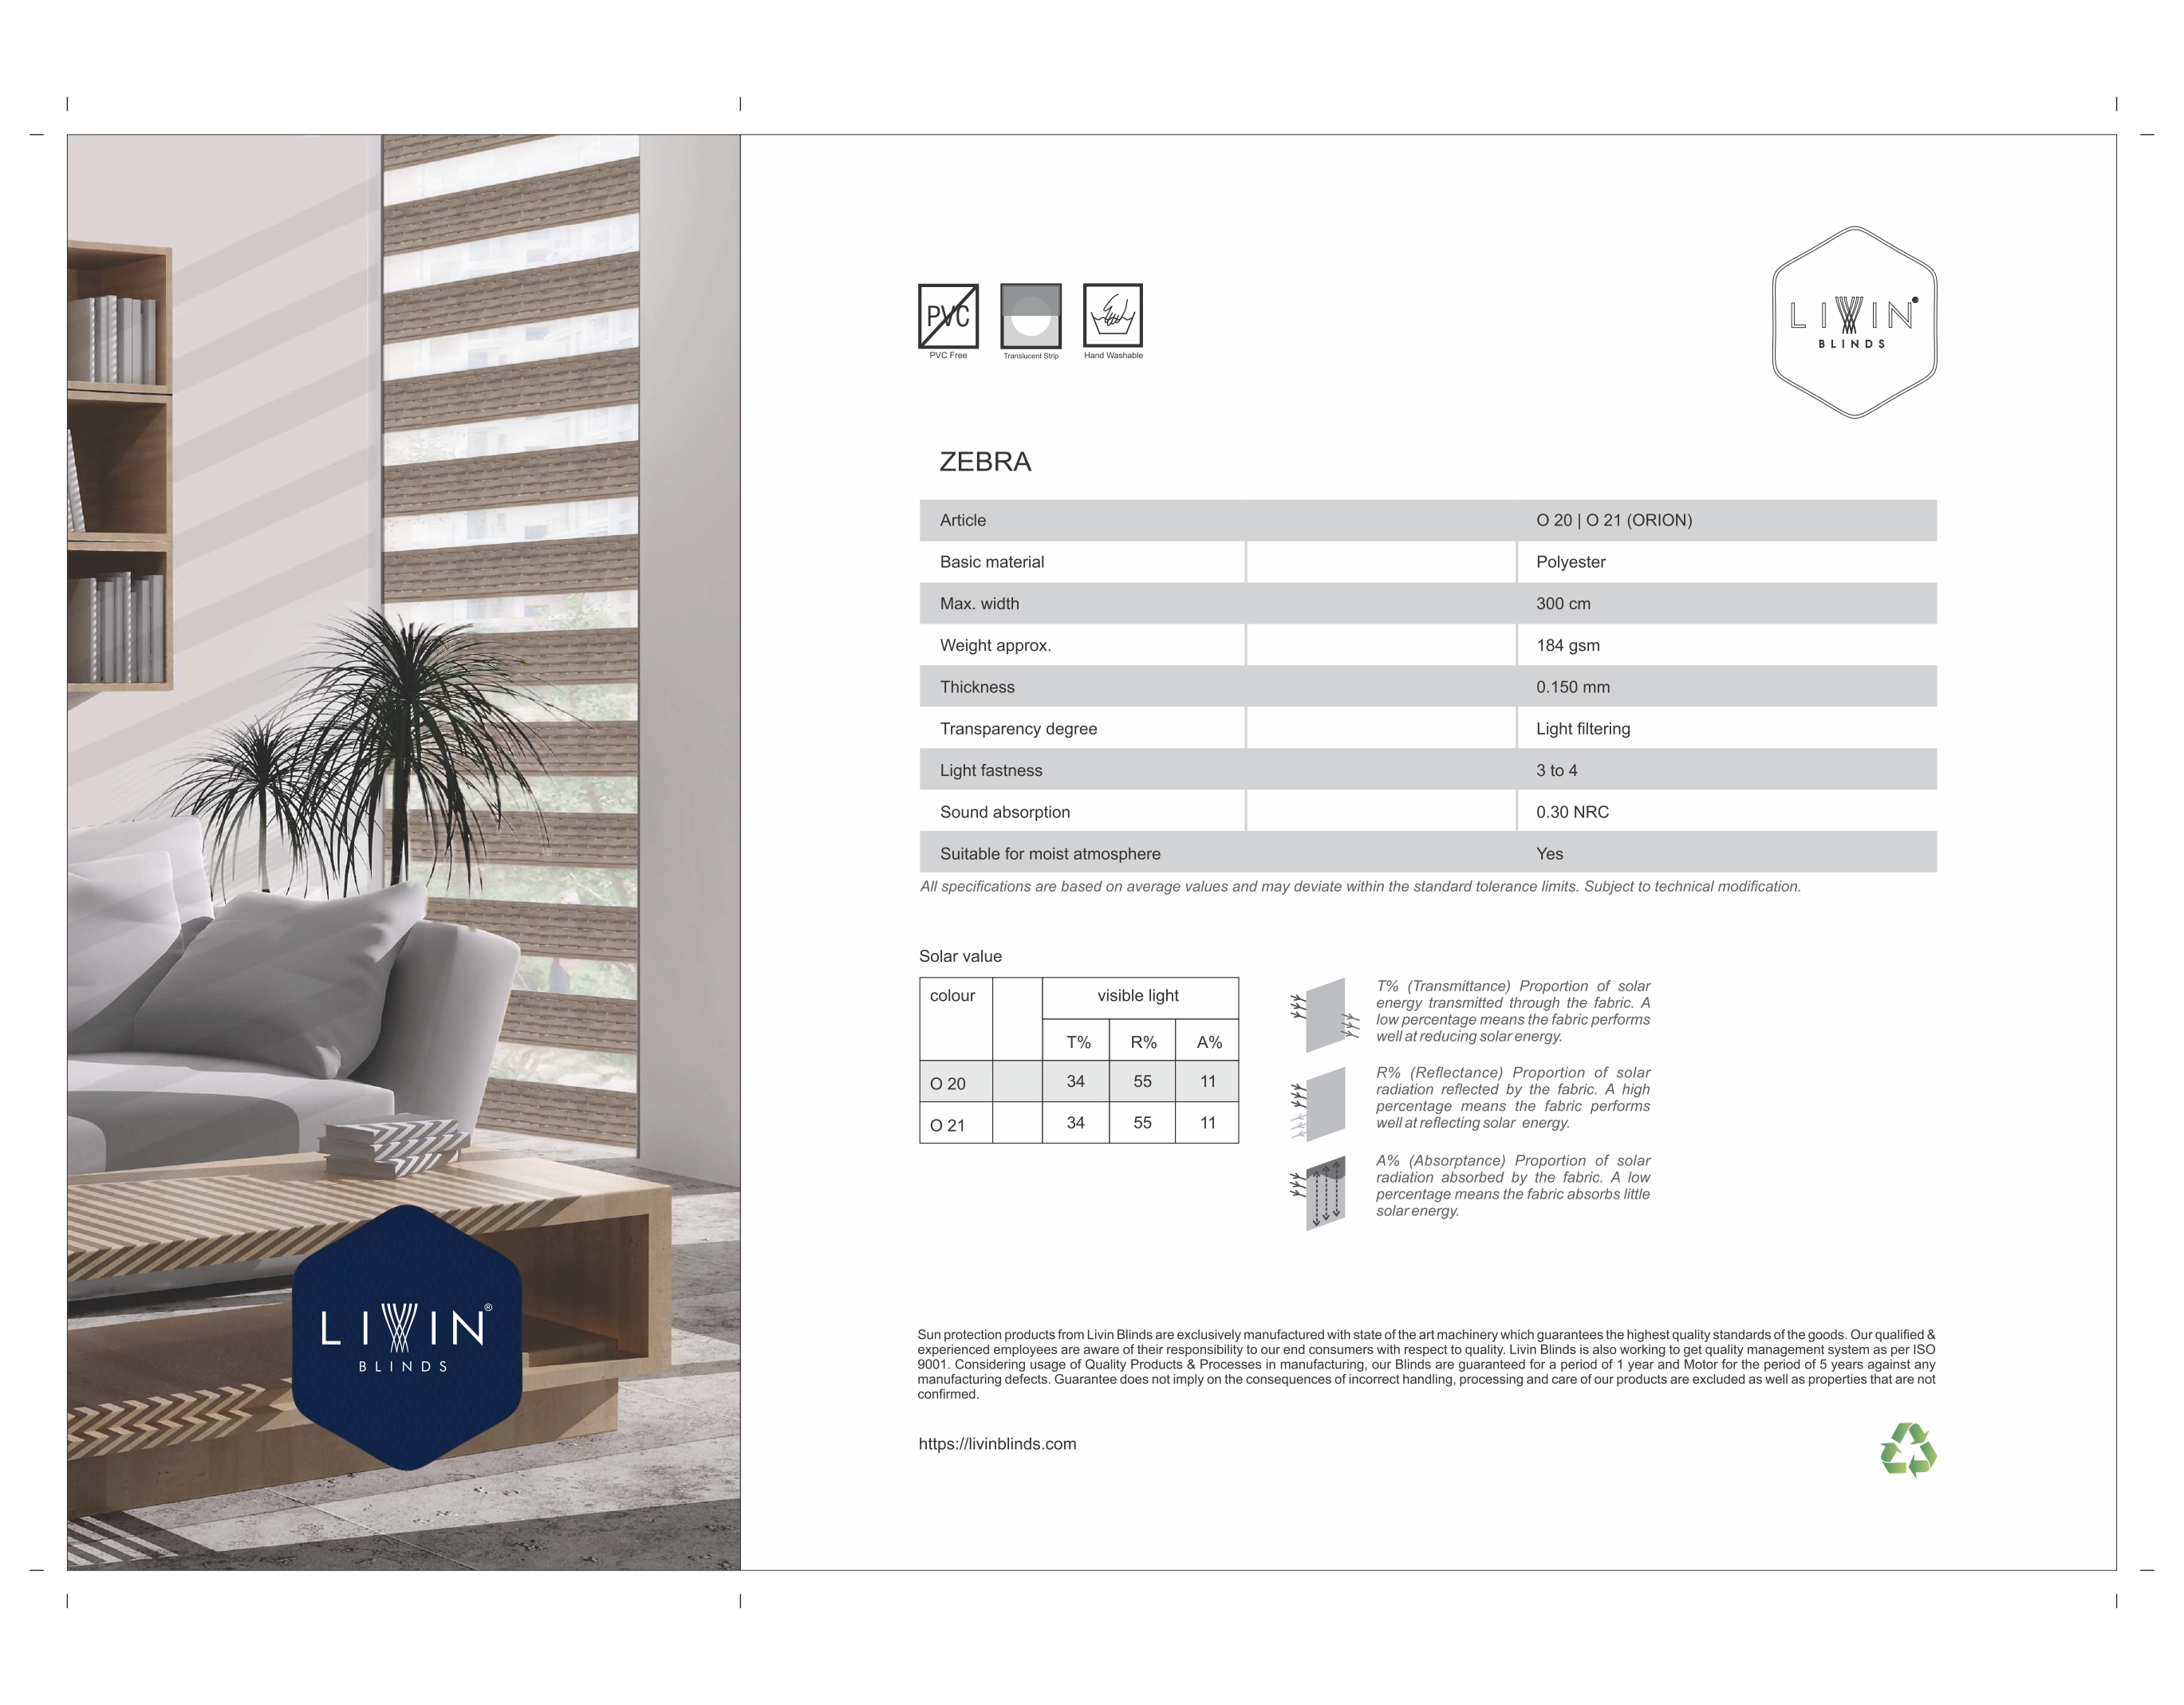 PVC
PVC Free
Translucent Strip
Hand Washable
LIVIN®
BLINDS
ZEBRA
Article O 20 | O 21 (ORION)
Basic material Polyester
Max. width 300 cm
Weight approx. 184 gsm
Thickness 0.150 mm
Transparency degree Light filtering
Light fastness 3 to 4
Sound absorption 0.30 NRC
Suitable for moist atmosphere Yes
All specifications are based on average values and may deviate within the standard tolerance limits. Subject to technical modification.
Solar value
colour visible light
T% R% A%
O 20 34 55 11
O 21 34 55 11
T% (Transmittance) Proportion of solar
energy transmitted through the fabric. A
low percentage means the fabric performs
well at reducing solar energy.
R% (Reflectance) Proportion of solar
radiation reflected by the fabric. A high
percentage means the fabric performs
well at reflecting solar energy.
A% (Absorptance) Proportion of solar
radiation absorbed by the fabric. A low
percentage means the fabric absorbs little
solar energy.
LIVIN®
BLINDS
Sun protection products from Livin Blinds are exclusively manufactured with state of the art machinery which guarantees the highest quality standards of the goods. Our qualified &
experienced employees are aware of their responsibility to our end consumers with respect to quality. Livin Blinds is also working to get quality management system as per ISO
9001. Considering usage of Quality Products & Processes in manufacturing, our Blinds are guaranteed for a period of 1 year and Motor for the period of 5 years against any
manufacturing defects. Guarantee does not imply on the consequences of incorrect handling, processing and care of our products are excluded as well as properties that are not
confirmed.
https://livinblinds.com